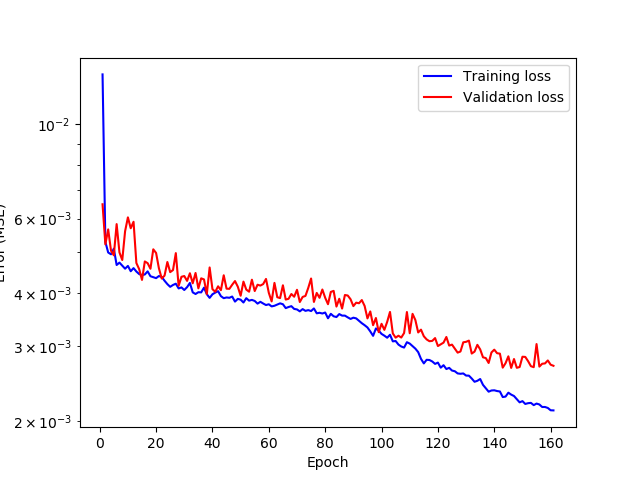 Training loss
Validation loss
10⁻²
6 × 10⁻³
4 × 10⁻³
3 × 10⁻³
2 × 10⁻³
(MSE)
0 20 40 60 80 100 120 140 160
Epoch